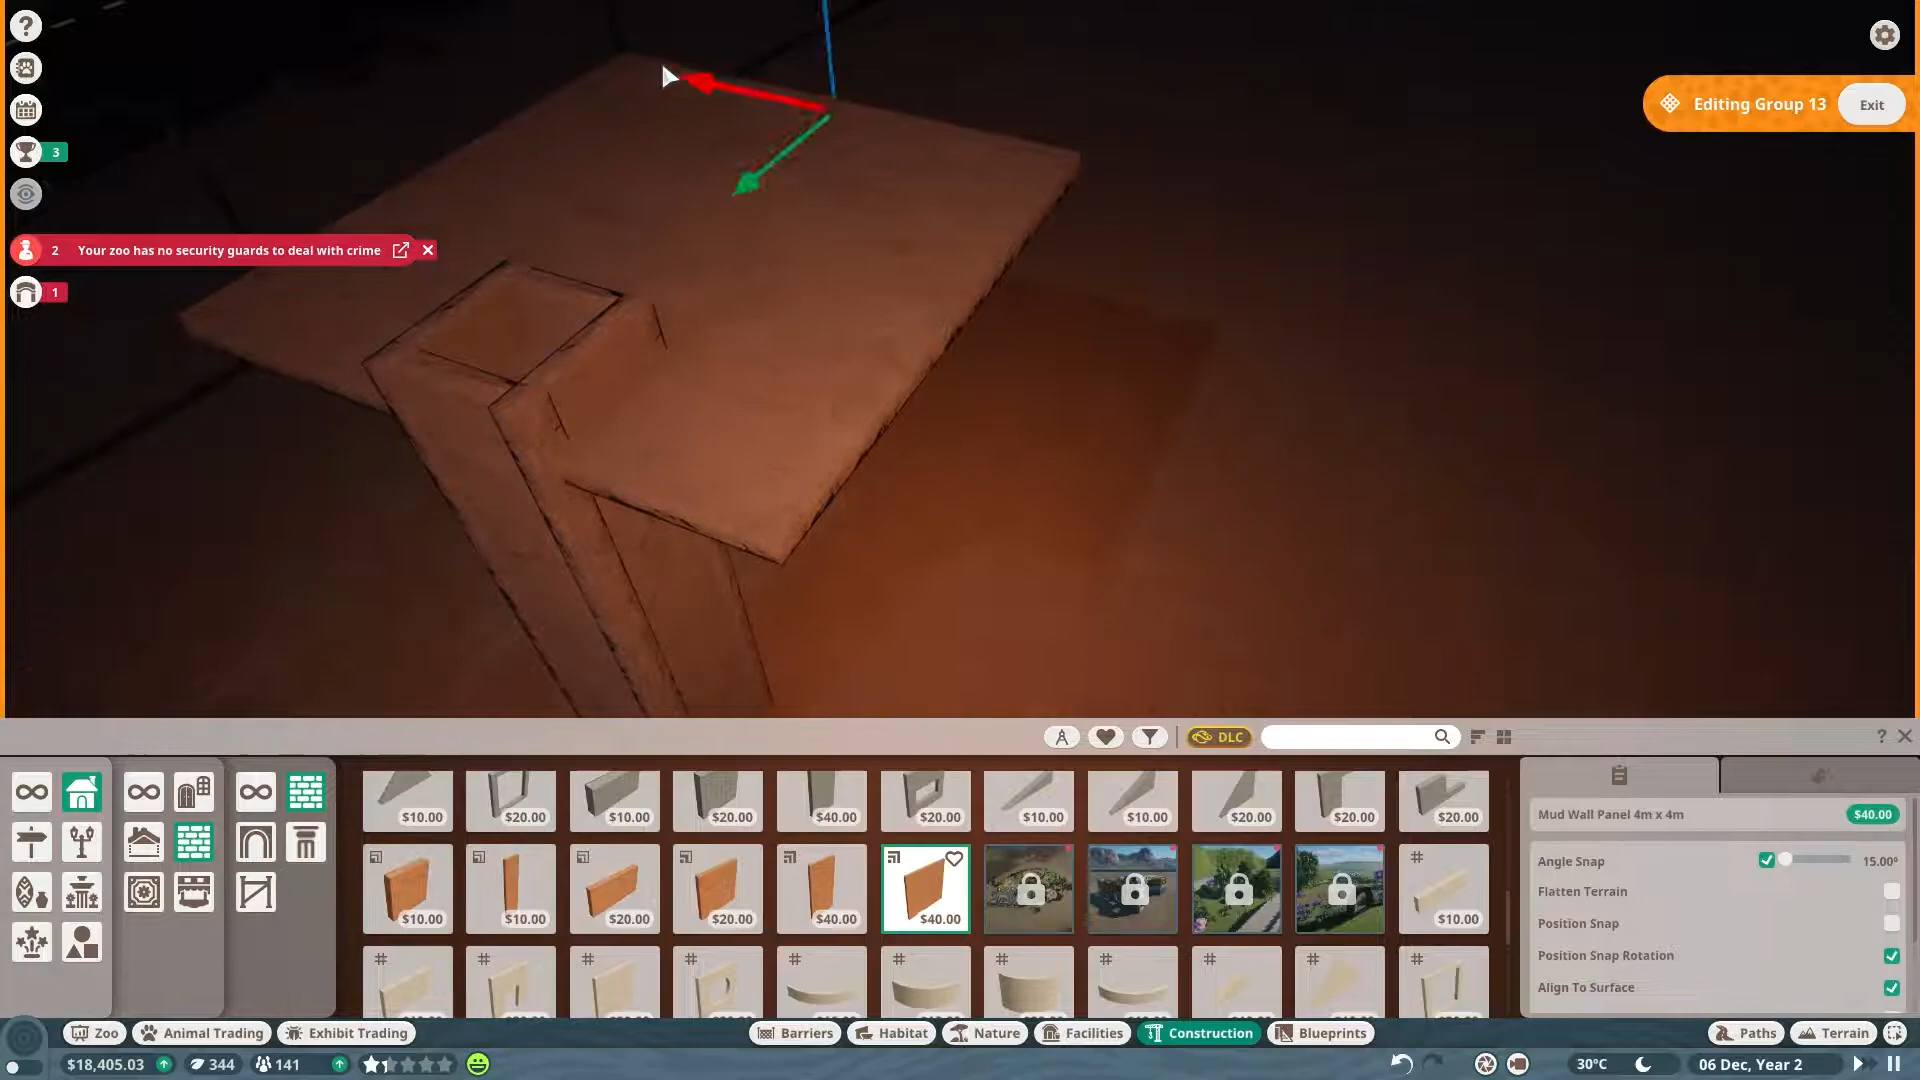 ?
Editing Group 13 Exit
3
2 Your zoo has no security guards to deal with crime
1
DLC
?
$10.00 $20.00 $10.00 $20.00 $40.00 $20.00 $10.00 $10.00 $20.00 $20.00 $20.00
$10.00 $10.00 $20.00 $20.00 $40.00 $40.00 $10.00
Mud Wall Panel 4m x 4m $40.00
Angle Snap 15.00°
Flatten Terrain
Position Snap
Position Snap Rotation
Align To Surface
Zoo Animal Trading Exhibit Trading Barriers Habitat Nature Facilities Construction Blueprints Paths Terrain
$18,405.03 344 141 30°C 06 Dec, Year 2